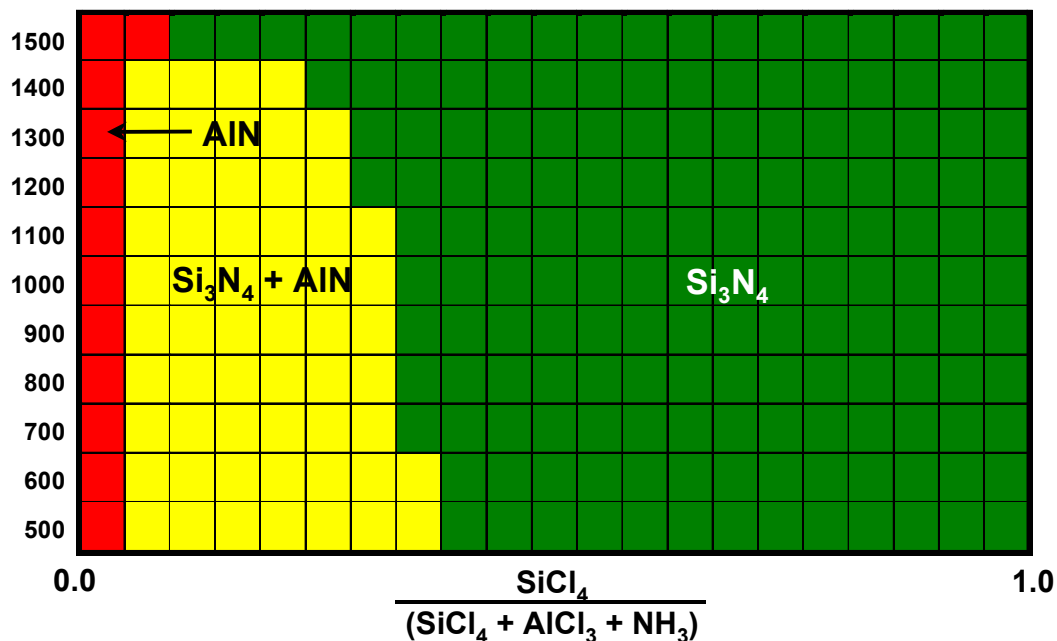 1500
1400
1300
AlN
1200
1100
1000
Si₃N₄ + AlN
Si₃N₄
900
800
700
600
500
0.0
SiCl₄
1.0
(SiCl₄ + AlCl₃ + NH₃)